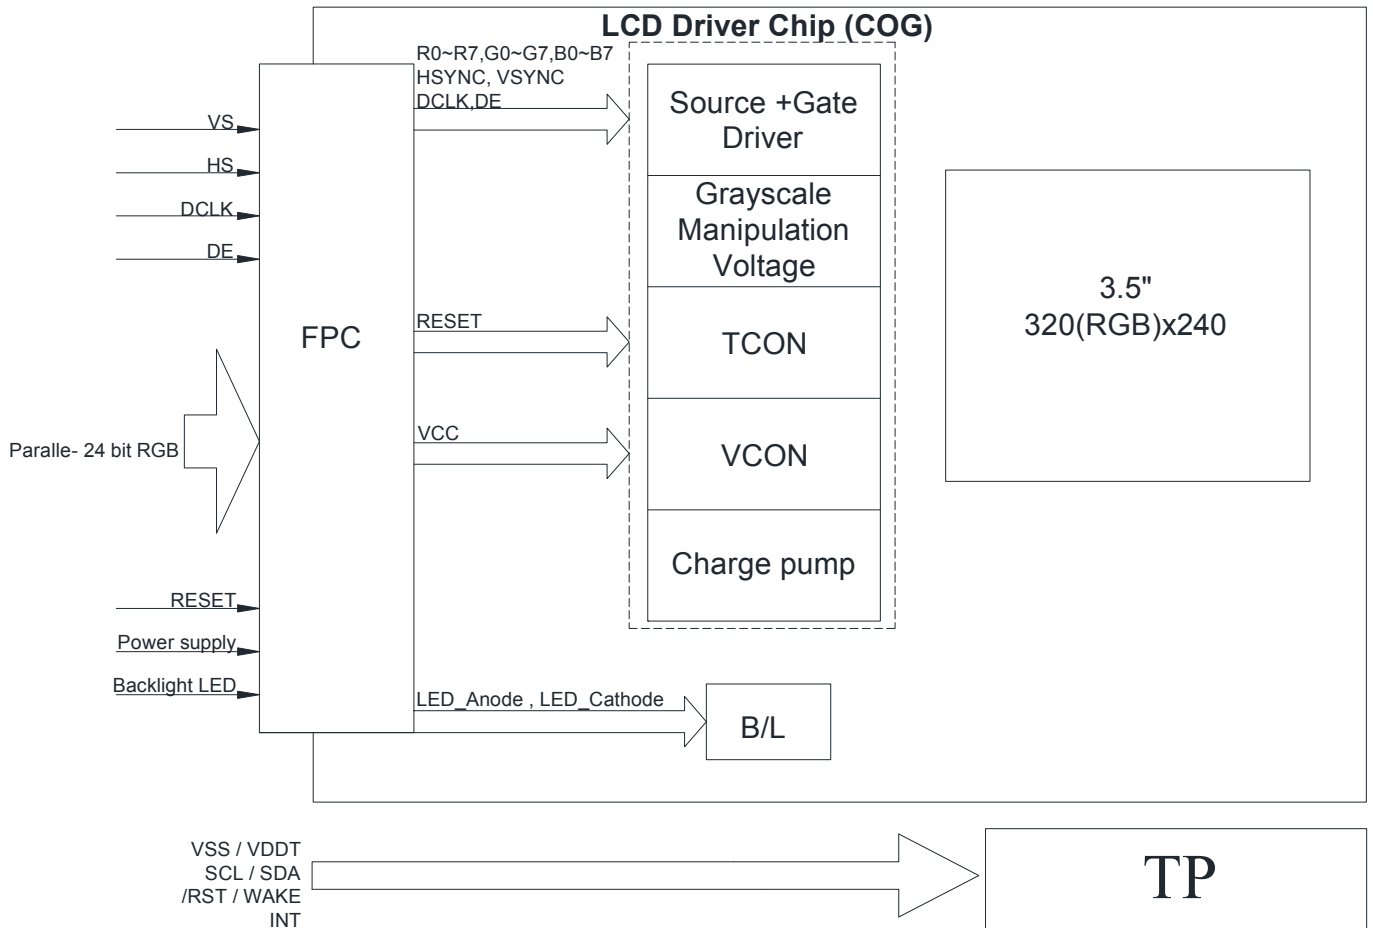 LCD Driver Chip (COG)
R0~R7,G0~G7,B0~B7
HSYNC, VSYNC
DCLK,DE
VS
HS
DCLK
DE
Paralle- 24 bit RGB
RESET
Power supply
Backlight LED
FPC
RESET
VCC
LED_Anode , LED_Cathode
Source +Gate
Driver
Grayscale
Manipulation
Voltage
TCON
VCON
Charge pump
B/L
3.5"
320(RGB)x240
VSS / VDDT
SCL / SDA
/RST / WAKE
INT
TP